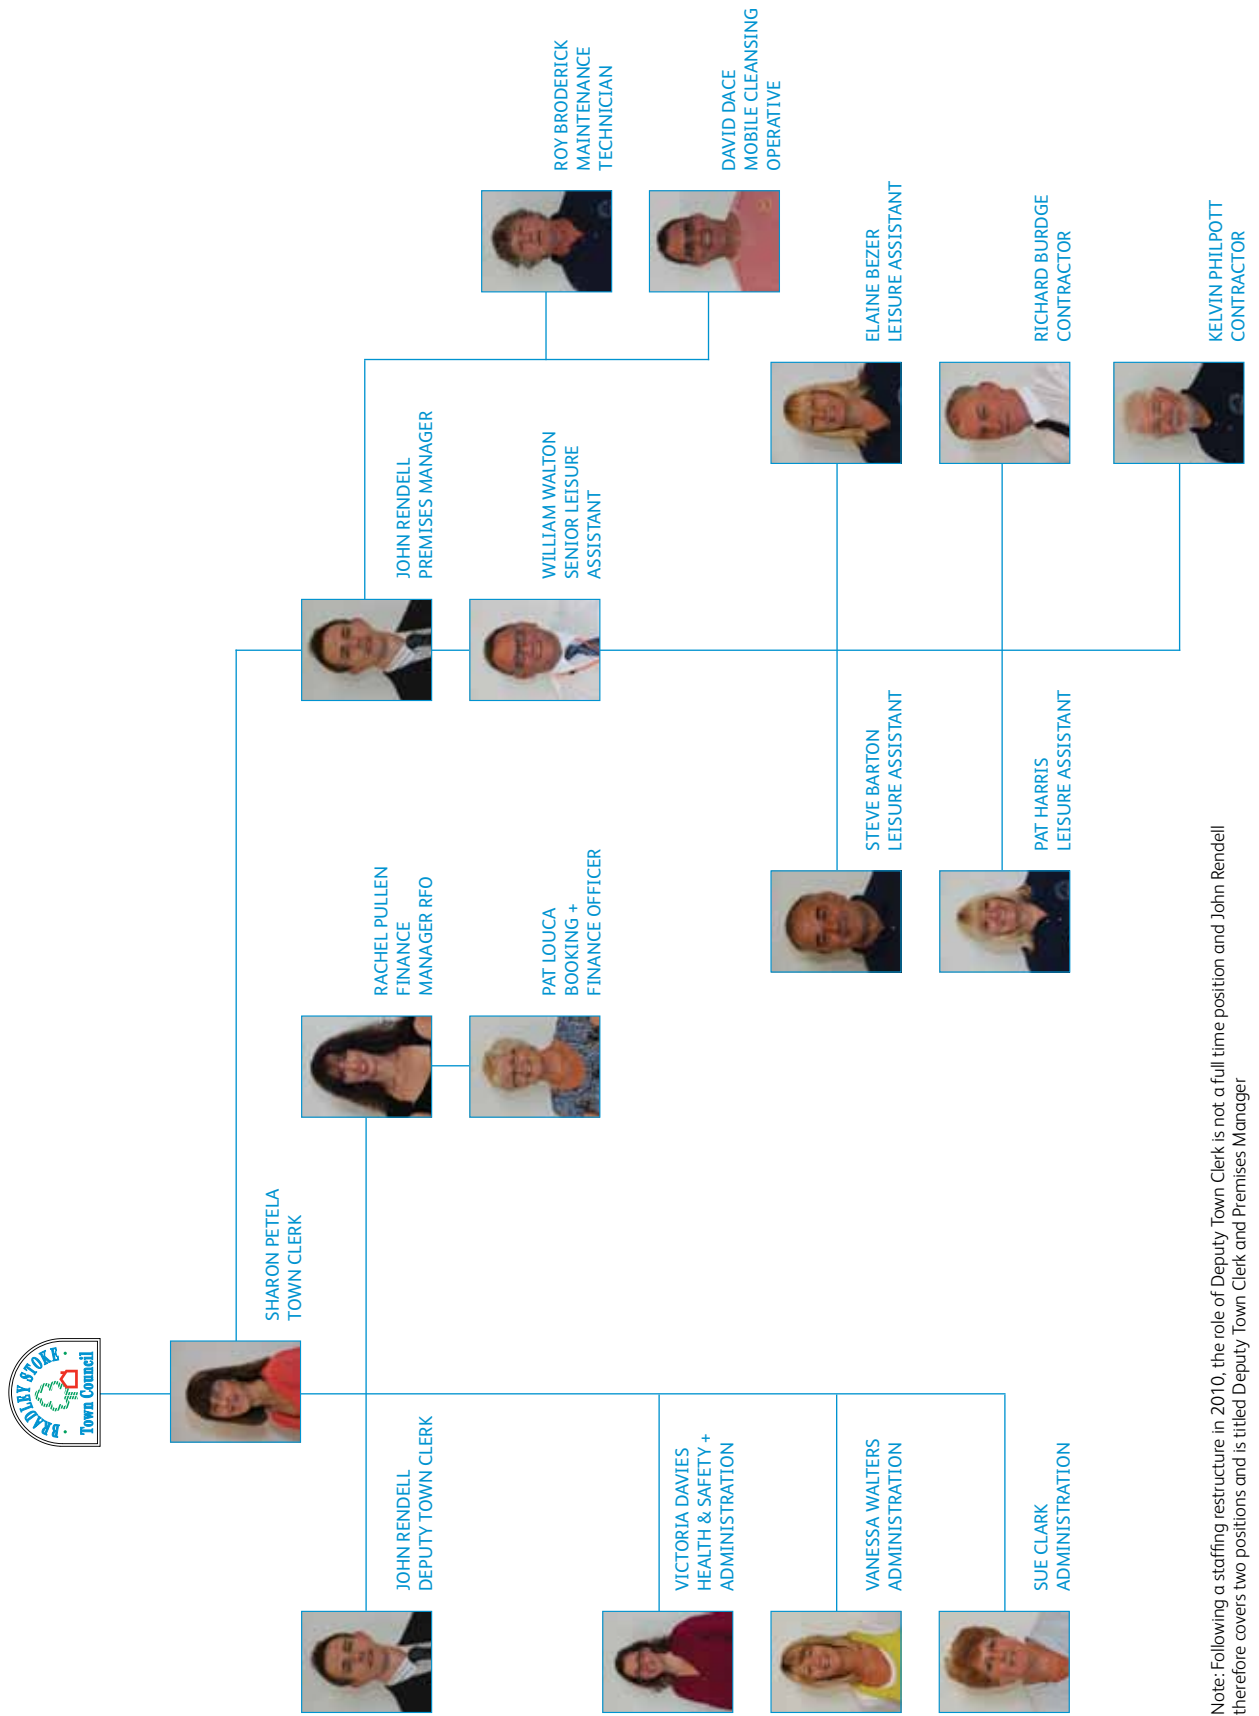 · BRADLEY STOKE ·
Town Council
SHARON PETELA
TOWN CLERK
JOHN RENDELL
DEPUTY TOWN CLERK
RACHEL PULLEN
FINANCE
MANAGER RFO
JOHN RENDELL
PREMISES MANAGER
PAT LOUCA
BOOKING +
FINANCE OFFICER
WILLIAM WALTON
SENIOR LEISURE
ASSISTANT
ROY BRODERICK
MAINTENANCE
TECHNICIAN
VICTORIA DAVIES
HEALTH & SAFETY +
ADMINISTRATION
DAVID DACE
MOBILE CLEANSING
OPERATIVE
VANESSA WALTERS
ADMINISTRATION
STEVE BARTON
LEISURE ASSISTANT
ELAINE BEZER
LEISURE ASSISTANT
SUE CLARK
ADMINISTRATION
PAT HARRIS
LEISURE ASSISTANT
RICHARD BURDGE
CONTRACTOR
KELVIN PHILPOTT
CONTRACTOR
Note: Following a staffing restructure in 2010, the role of Deputy Town Clerk is not a full time position and John Rendell
therefore covers two positions and is titled Deputy Town Clerk and Premises Manager